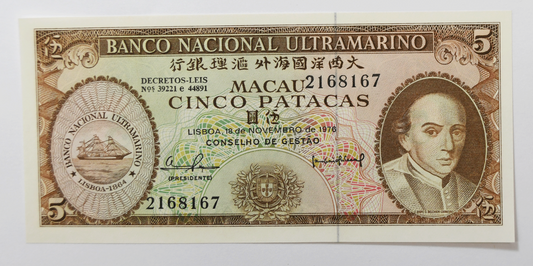 5
BANCO NACIONAL ULTRAMARINO
5
行銀理滙外海國洋西大
DECRETOS-LEIS
Nos 39221 e 44891
MACAU 2168167
CINCO PATACAS
圓伍
LISBOA, 18 de NOVEMBRO de 1976
CONSELHO DE GESTÃO
BANCO NACIONAL ULTRAMARINO
LISBOA-1864
(PRESIDENTE)
2168167
5
伍